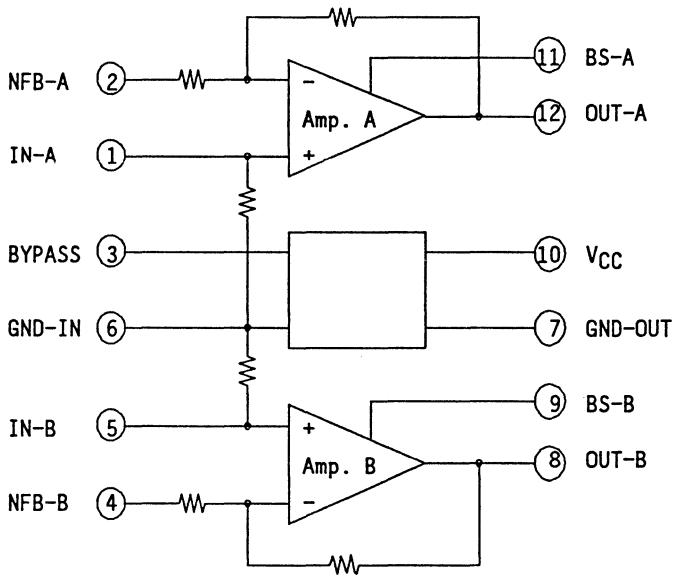 NFB-A 2
11 BS-A
Amp. A
-
+
12 OUT-A
IN-A 1
BYPASS 3
10 VCC
GND-IN 6
7 GND-OUT
9 BS-B
IN-B 5
+
Amp. B
-
8 OUT-B
NFB-B 4